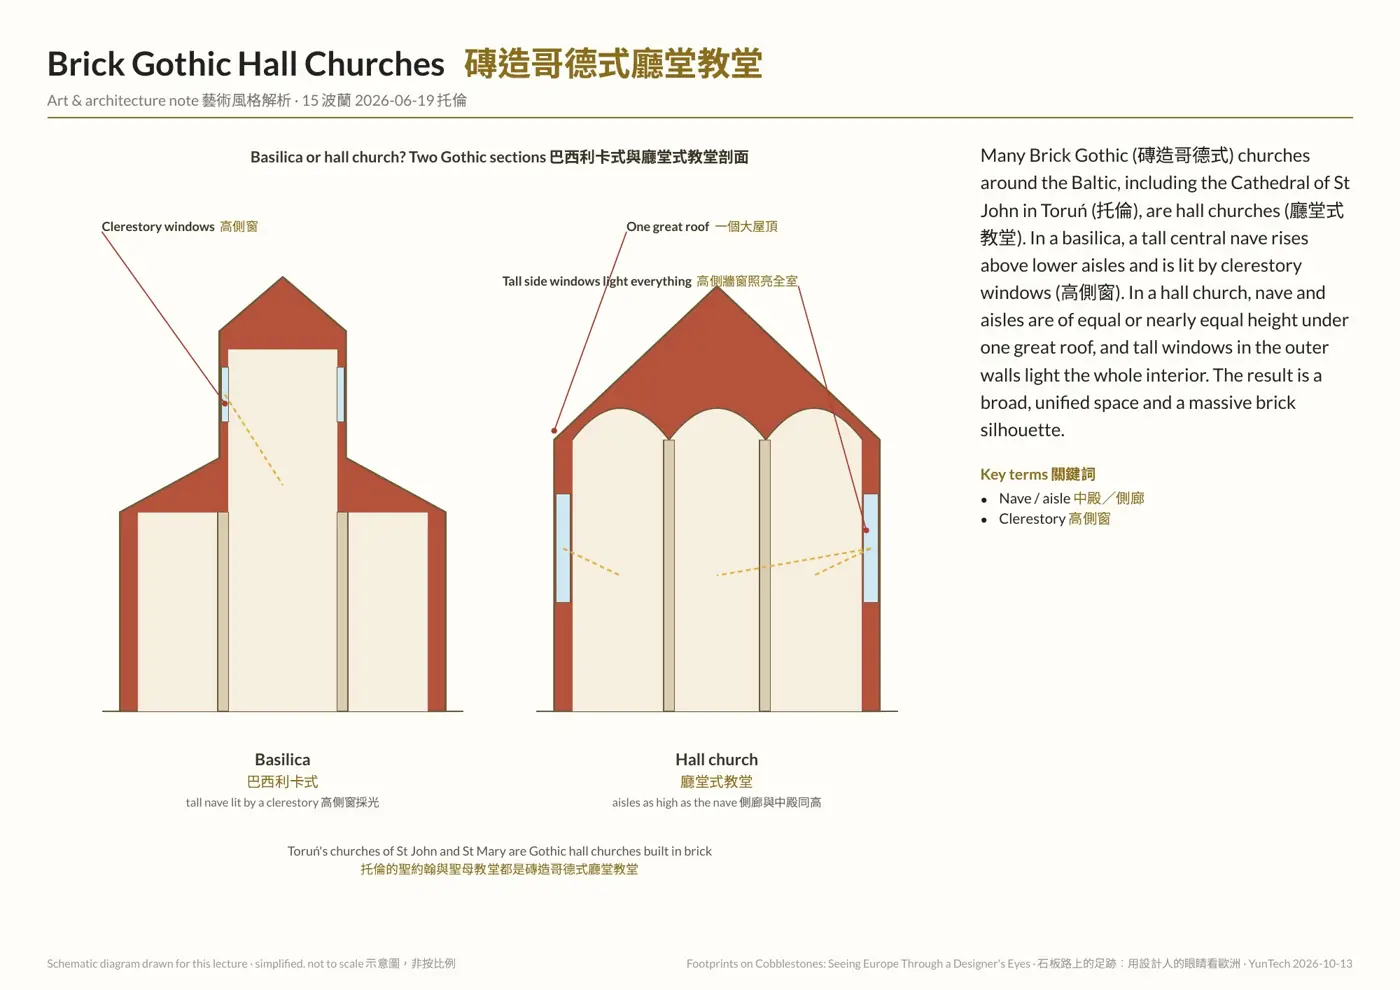 Brick Gothic Hall Churches 磚造哥德式廳堂教堂
Art & architecture note 藝術風格解析 · 15 波蘭 2026-06-19 托倫
Basilica or hall church? Two Gothic sections 巴西利卡式與廳堂式教堂剖面
Clerestory windows 高側窗
One great roof 一個大屋頂
Tall side windows light everything 高側牆窗照亮全室
Basilica
巴西利卡式
tall nave lit by a clerestory 高側窗採光
Hall church
廳堂式教堂
aisles as high as the nave 側廊與中殿同高
Toruń's churches of St John and St Mary are Gothic hall churches built in brick
托倫的聖約翰與聖母教堂都是磚造哥德式廳堂教堂
Many Brick Gothic (磚造哥德式) churches
around the Baltic, including the Cathedral of St
John in Toruń (托倫), are hall churches (廳堂式
教堂). In a basilica, a tall central nave rises
above lower aisles and is lit by clerestory
windows (高側窗). In a hall church, nave and
aisles are of equal or nearly equal height under
one great roof, and tall windows in the outer
walls light the whole interior. The result is a
broad, unified space and a massive brick
silhouette.
Key terms 關鍵詞
• Nave / aisle 中殿／側廊
• Clerestory 高側窗
Schematic diagram drawn for this lecture · simplified. not to scale 示意圖，非按比例
Footprints on Cobblestones: Seeing Europe Through a Designer's Eyes · 石板路上的足跡：用設計人的眼睛看歐洲 · YunTech 2026-10-13